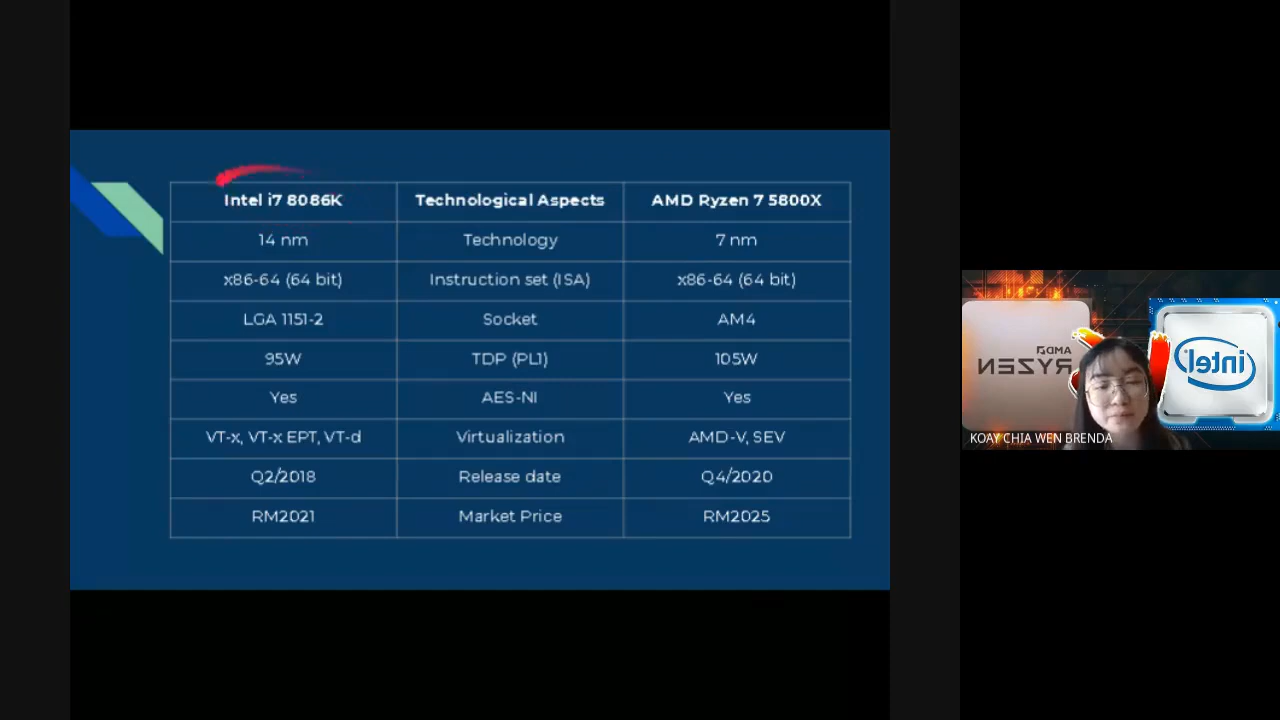 Intel i7 8086K Technological Aspects AMD Ryzen 7 5800X
14 nm Technology 7 nm
x86-64 (64 bit) Instruction set (ISA) x86-64 (64 bit)
LGA 1151-2 Socket AM4
95W TDP (PL1) 105W
Yes AES-NI Yes
VT-x, VT-x EPT, VT-d Virtualization AMD-V, SEV
Q2/2018 Release date Q4/2020
RM2021 Market Price RM2025
AMD
RYZEN
intel
KOAY CHIA WEN BRENDA